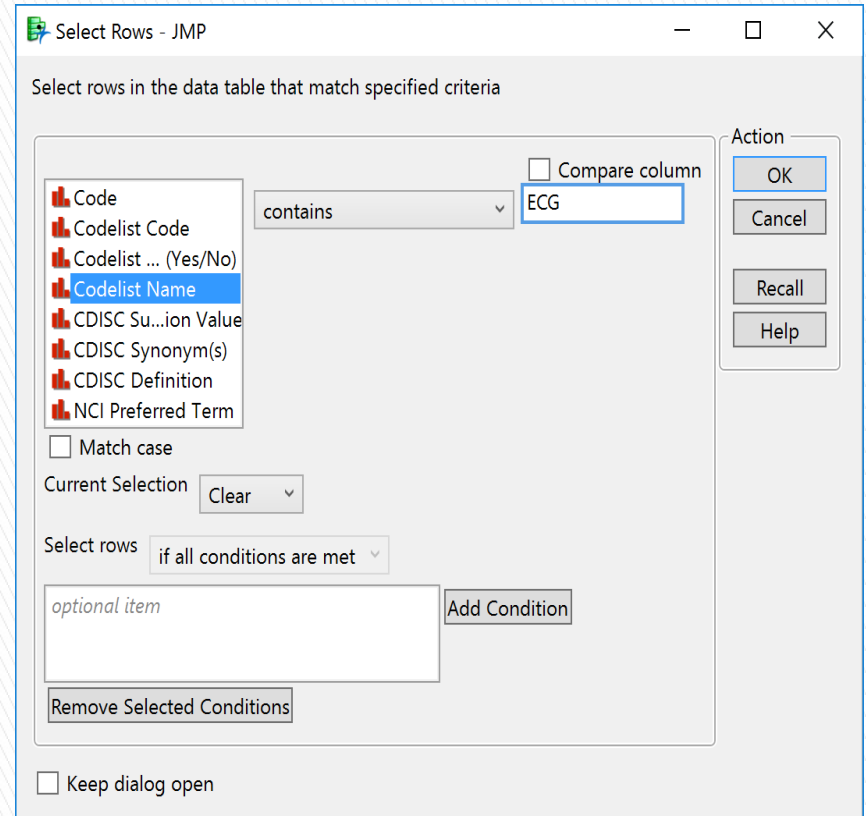 Select Rows - JMP
Select rows in the data table that match specified criteria
Action
Compare column
OK
Code
contains
ECG
Codelist Code
Cancel
Codelist ... (Yes/No)
Codelist Name
Recall
CDISC Su...ion Value
Help
CDISC Synonym(s)
CDISC Definition
NCI Preferred Term
Match case
Current Selection Clear
Select rows if all conditions are met
optional item
Add Condition
Remove Selected Conditions
Keep dialog open